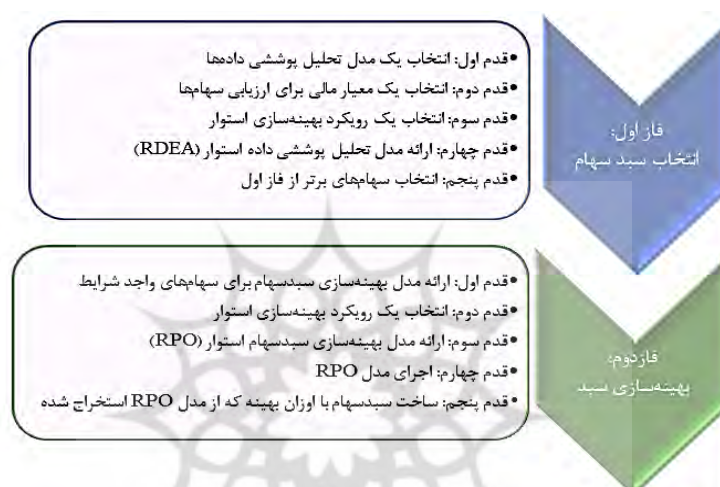 فاز اول:
انتخاب سبد سهام
•قدم اول: انتخاب یک مدل تحلیل پوششی داده‌ها
•قدم دوم: انتخاب یک معیار مالی برای ارزیابی سهام‌ها
•قدم سوم: انتخاب یک رویکرد بهینه‌سازی استوار
•قدم چهارم: ارائه مدل تحلیل پوششی داده استوار (RDEA)
•قدم پنجم: انتخاب سهام‌های برتر از فاز اول
فاز دوم:
بهینه‌سازی سبد
•قدم اول: ارائه مدل بهینه‌سازی سبدسهام برای سهام‌های واجد شرایط
•قدم دوم: انتخاب یک رویکرد بهینه‌سازی استوار
•قدم سوم: ارائه مدل بهینه‌سازی سبدسهام استوار (RPO)
•قدم چهارم: اجرای مدل RPO
•قدم پنجم: ساخت سبدسهام با اوزان بهینه که از مدل RPO استخراج شده